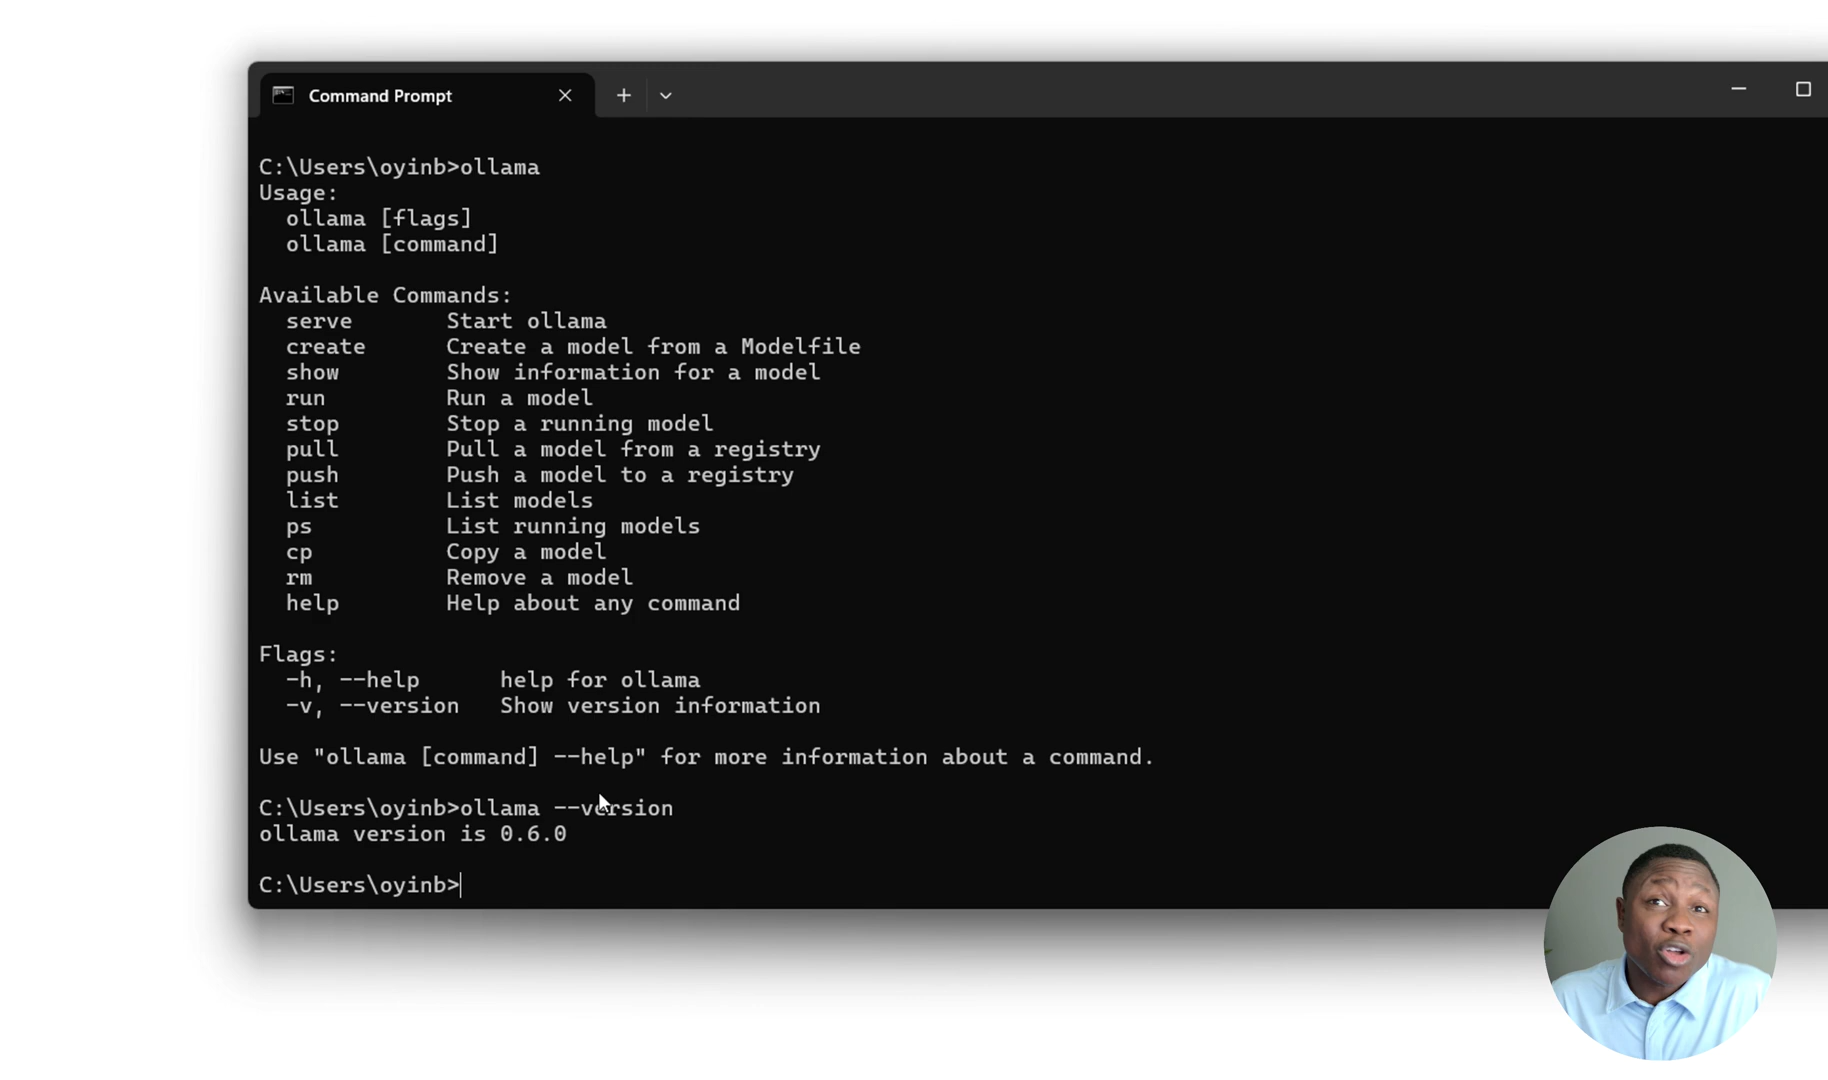 Command Prompt
C:\Users\oyinb>ollama
Usage:
  ollama [flags]
  ollama [command]
Available Commands:
  serve       Start ollama
  create      Create a model from a Modelfile
  show        Show information for a model
  run         Run a model
  stop        Stop a running model
  pull        Pull a model from a registry
  push        Push a model to a registry
  list        List models
  ps          List running models
  cp          Copy a model
  rm          Remove a model
  help        Help about any command
Flags:
  -h, --help      help for ollama
  -v, --version   Show version information
Use "ollama [command] --help" for more information about a command.
C:\Users\oyinb>ollama --version
ollama version is 0.6.0
C:\Users\oyinb>